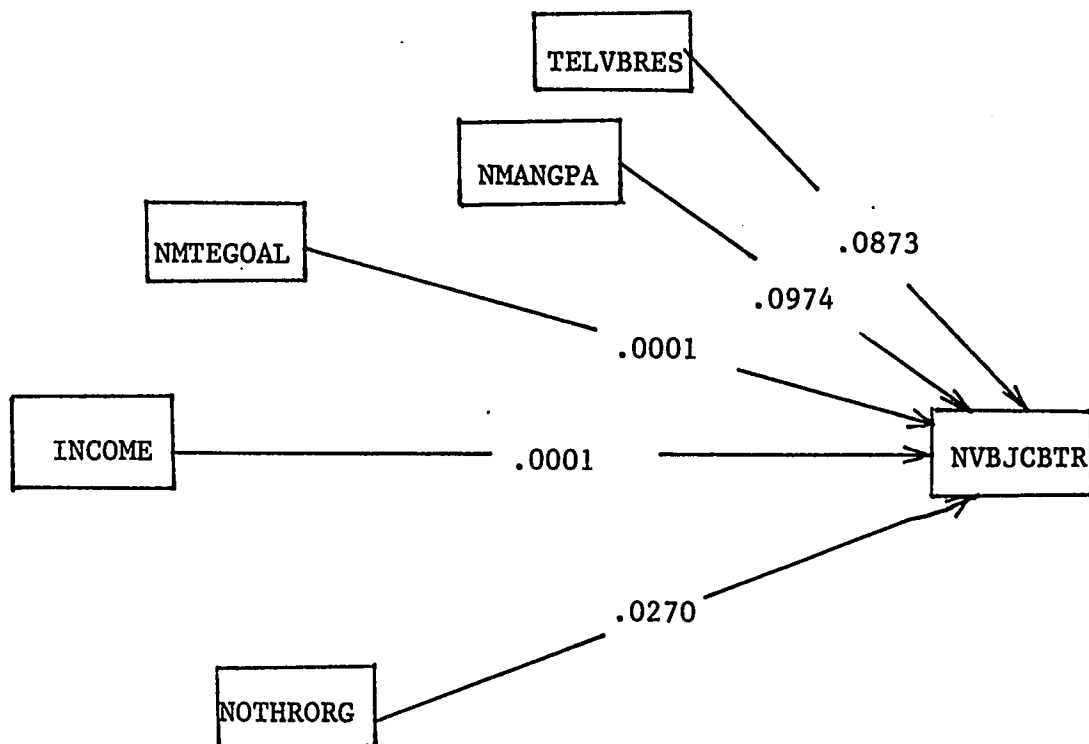 TELVBRES
NMANGPA
NMTEGOAL
.0873
.0974
.0001
INCOME
.0001
NVBJCBTR
.0270
NOTHRORG